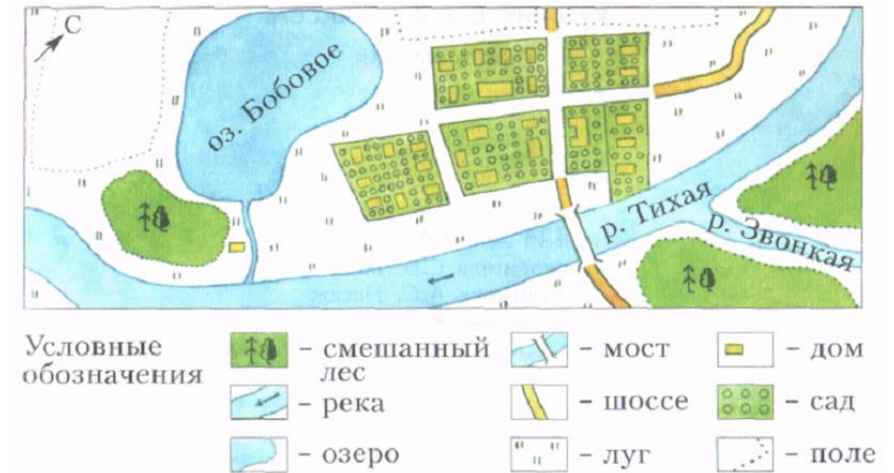 С
оз. Бобовое
р. Тихая
р. Звонкая
Условные
обозначения
– смешанный
лес
– река
– озеро
– мост
– шоссе
– луг
– дом
– сад
– поле